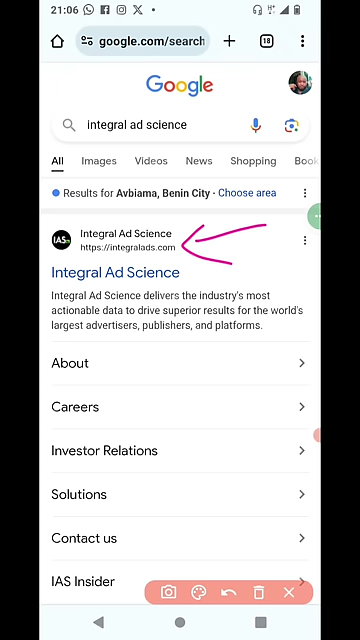 21:06
google.com/search
18
Google
integral ad science
All Images Videos News Shopping Book
Results for Avbiama, Benin City · Choose area
IAS
Integral Ad Science
https://integralads.com
Integral Ad Science
Integral Ad Science delivers the industry's most
actionable data to drive superior results for the world's
largest advertisers, publishers, and platforms.
About
Careers
Investor Relations
Solutions
Contact us
IAS Insider